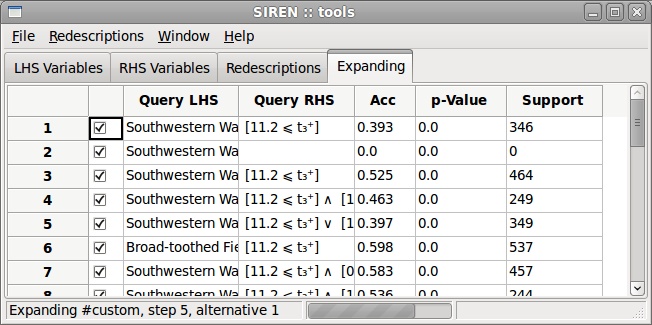 SIREN :: tools
File Redescriptions Window Help
LHS Variables RHS Variables Redescriptions Expanding
Query LHS Query RHS Acc p-Value Support
1 Southwestern Wa [11.2 ⩽ t₃⁺] 0.393 0.0 346
2 Southwestern Wa 0.0 0
3 Southwestern Wa [11.2 ⩽ t₃⁺] 0.525 0.0 464
4 Southwestern Wa [11.2 ⩽ t₃⁺] ∧ [1 0.463 0.0 249
5 Southwestern Wa [11.2 ⩽ t₃⁺] ∨ [1 0.397 0.0 349
6 Broad-toothed Fie [11.2 ⩽ t₃⁺] 0.598 0.0 537
7 Southwestern Wa [11.2 ⩽ t₃⁺] ∧ [0 0.583 0.0 457
8 Southwestern Wa [11.2 ⩽ t₃⁺] ∧ [1 0.536 0.0 244
Expanding #custom, step 5, alternative 1